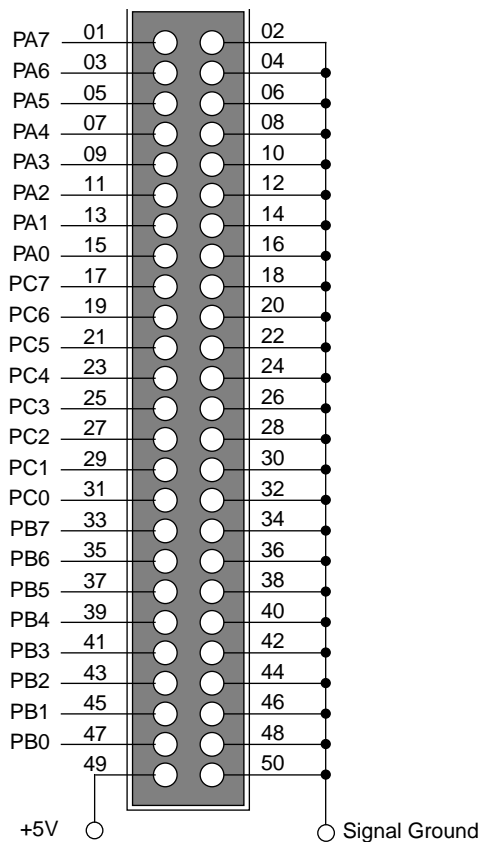 PA7 01 02
PA6 03 04
PA5 05 06
PA4 07 08
PA3 09 10
PA2 11 12
PA1 13 14
PA0 15 16
PC7 17 18
PC6 19 20
PC5 21 22
PC4 23 24
PC3 25 26
PC2 27 28
PC1 29 30
PC0 31 32
PB7 33 34
PB6 35 36
PB5 37 38
PB4 39 40
PB3 41 42
PB2 43 44
PB1 45 46
PB0 47 48
49 50
+5V Signal Ground